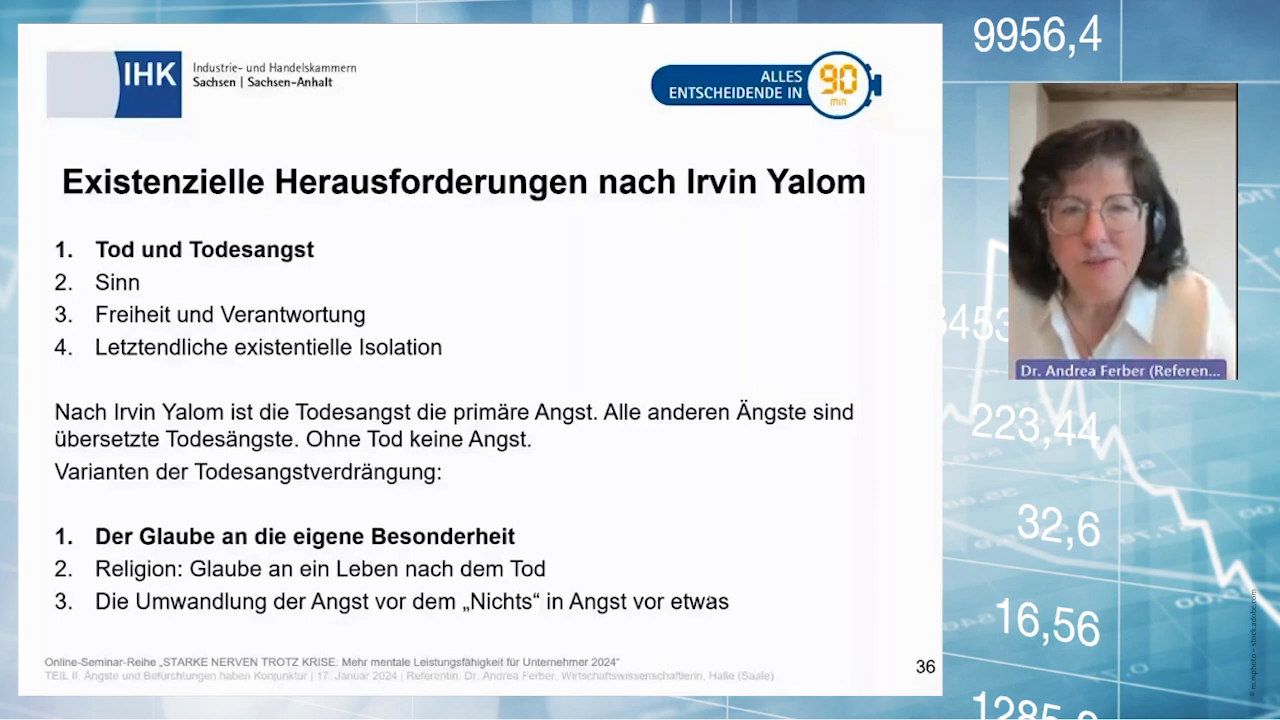 IHK
Industrie- und Handelskammern
Sachsen | Sachsen-Anhalt
ALLES
ENTSCHEIDENDE IN
90
min
Existenzielle Herausforderungen nach Irvin Yalom
1. Tod und Todesangst
2. Sinn
3. Freiheit und Verantwortung
4. Letztendliche existentielle Isolation
Nach Irvin Yalom ist die Todesangst die primäre Angst. Alle anderen Ängste sind
übersetzte Todesängste. Ohne Tod keine Angst.
Varianten der Todesangstverdrängung:
1. Der Glaube an die eigene Besonderheit
2. Religion: Glaube an ein Leben nach dem Tod
3. Die Umwandlung der Angst vor dem „Nichts“ in Angst vor etwas
Online-Seminar-Reihe „STARKE NERVEN TROTZ KRISE: Mehr mentale Leistungsfähigkeit für Unternehmer 2024“
TEIL II: Ängste und Befürchtungen haben Konjunktur | 17. Januar 2024 | Referentin: Dr. Andrea Ferber, Wirtschaftswissenschaftlerin, Halle (Saale)
36
9956,4
Dr. Andrea Ferber (Referen...
223,44
32,6
16,56